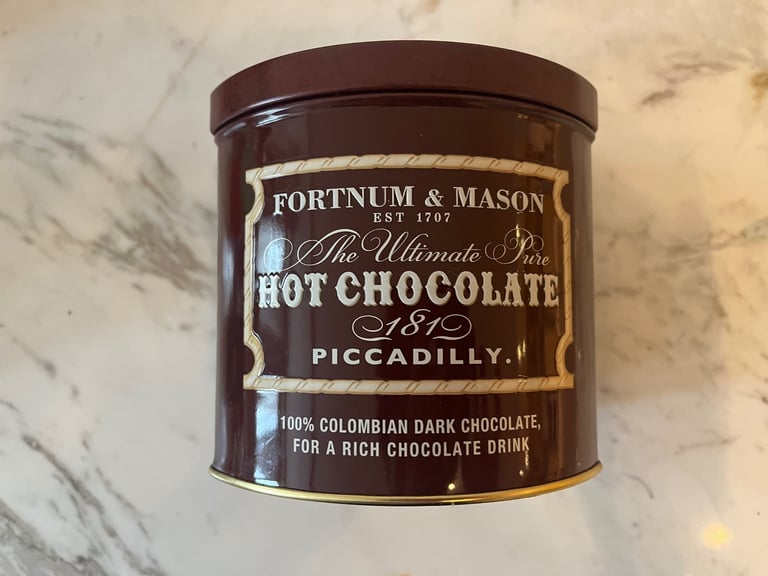 FORTNUM & MASON
EST 1707
The Ultimate Pure
HOT CHOCOLATE
181
PICCADILLY.
100% COLOMBIAN DARK CHOCOLATE,
FOR A RICH CHOCOLATE DRINK